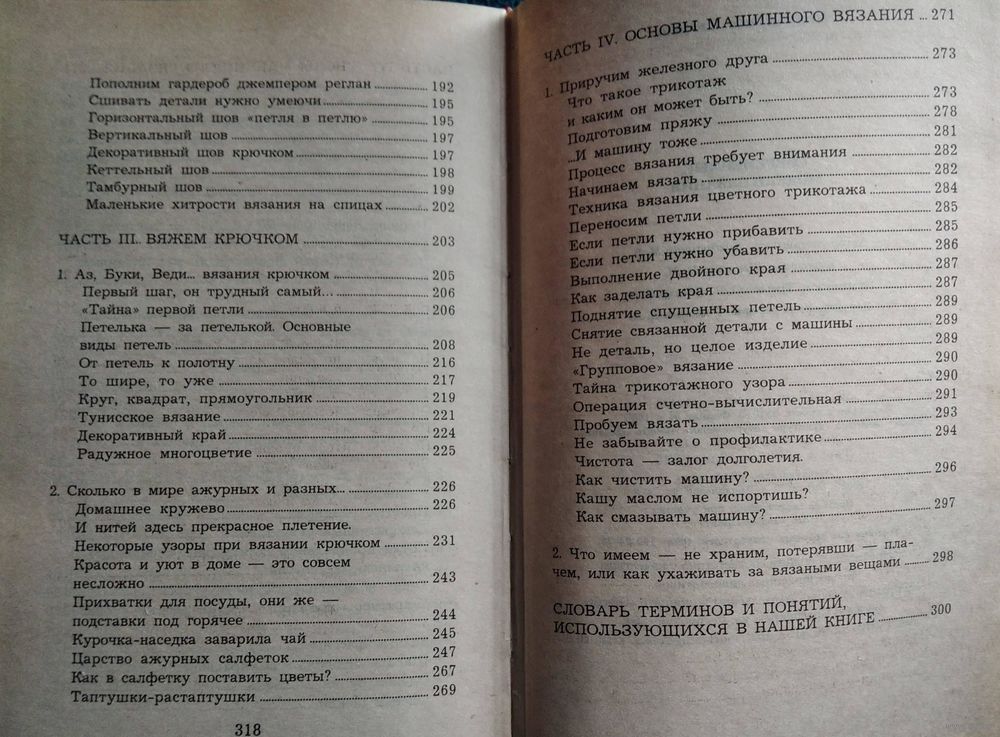 Пополним гардероб джемпером реглан 192
Сшивать детали нужно умеючи 195
Горизонтальный шов «петля в петлю» 195
Вертикальный шов 197
Декоративный шов крючком 197
Кеттельный шов 198
Тамбурный шов 199
Маленькие хитрости вязания на спицах 202
ЧАСТЬ III. ВЯЖЕМ КРЮЧКОМ 203
1. Аз, Буки, Веди... вязания крючком 205
Первый шаг, он трудный самый... 206
«Тайна» первой петли 206
Петелька — за петелькой. Основные
виды петель 208
От петель к полотну 216
То шире, то уже 217
Круг, квадрат, прямоугольник 219
Тунисское вязание 221
Декоративный край 224
Радужное многоцветие 225
2. Сколько в мире ажурных и разных... 226
Домашнее кружево 226
И нитей здесь прекрасное плетение.
Некоторые узоры при вязании крючком 231
Красота и уют в доме — это совсем
несложно 243
Прихватки для посуды, они же —
подставки под горячее 244
Курочка-наседка заварила чай 245
Царство ажурных салфеток 247
Как в салфетку поставить цветы? 267
Таптушки-растаптушки 269
318
ЧАСТЬ IV. ОСНОВЫ МАШИННОГО ВЯЗАНИЯ ... 271
1. Приручим железного друга 273
Что такое трикотаж
и каким он может быть? 273
Подготовим пряжу 278
...И машину тоже 281
Процесс вязания требует внимания 282
Начинаем вязать 282
Техника вязания цветного трикотажа 284
Переносим петли 285
Если петли нужно прибавить 285
Если петли нужно убавить 286
Выполнение двойного края 287
Как заделать края 287
Поднятие спущенных петель 289
Снятие связанной детали с машины 289
Не деталь, но целое изделие 289
«Групповое» вязание 290
Тайна трикотажного узора 290
Операция счетно-вычислительная 291
Пробуем вязать 293
Не забывайте о профилактике 294
Чистота — залог долголетия.
Как чистить машину? 296
Кашу маслом не испортишь?
Как смазывать машину? 297
2. Что имеем — не храним, потерявши — пла-
чем, или как ухаживать за вязаными вещами 298
СЛОВАРЬ ТЕРМИНОВ И ПОНЯТИЙ,
ИСПОЛЬЗУЮЩИХСЯ В НАШЕЙ КНИГЕ 300